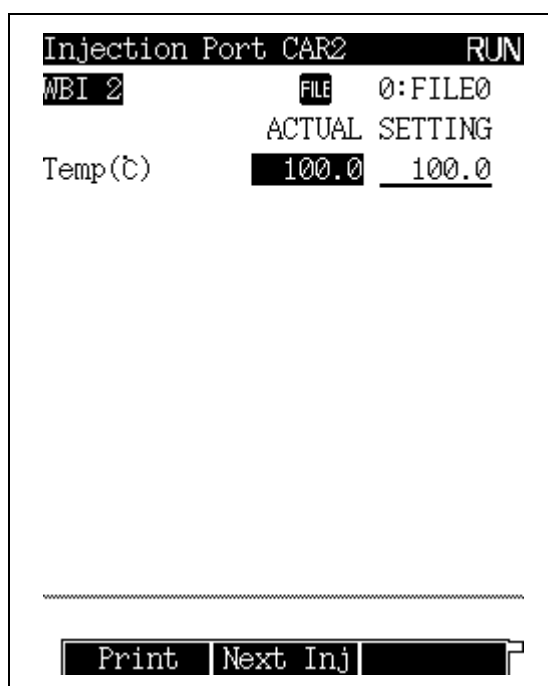 Injection Port CAR2 RUN
WBI 2 FILE 0:FILE0
ACTUAL SETTING
Temp(℃) 100.0 100.0
Print Next Inj